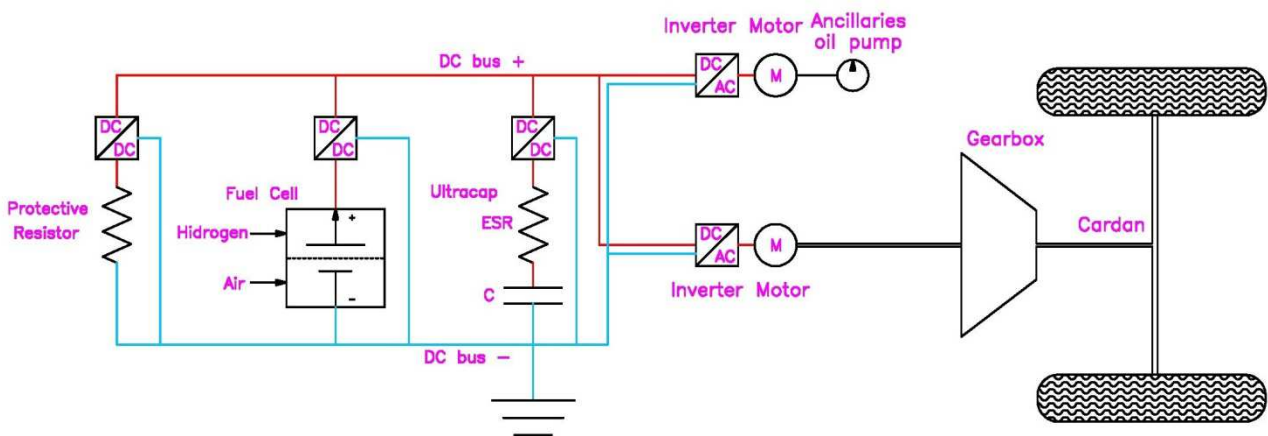 Inverter Motor
Ancillaries
oil pump
DC bus +
DC
AC
M
DC
DC
DC
DC
DC
DC
Gearbox
Fuel Cell
Ultracap
Protective
Resistor
ESR
+
Hidrogen
Cardan
DC
AC
M
Air
-
C
Inverter Motor
DC bus -